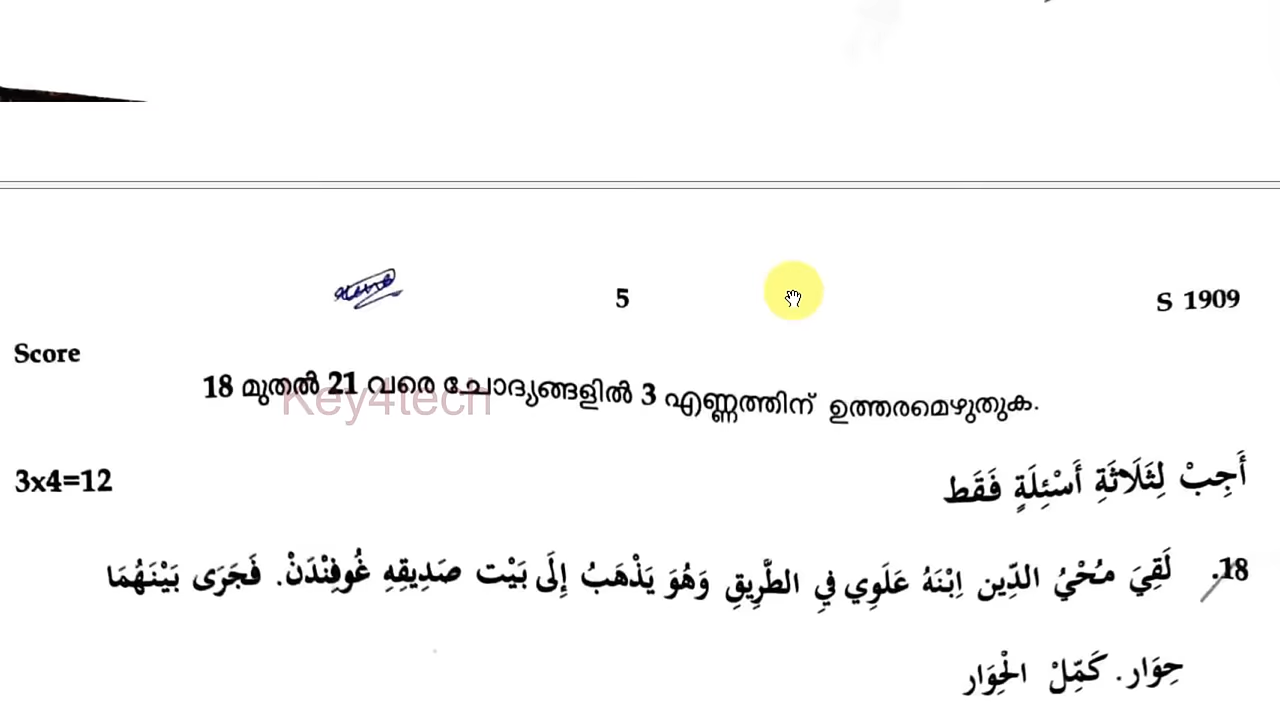 5
S 1909
Score
18 മുതൽ 21 വരെ ചോദ്യങ്ങളിൽ 3 എണ്ണത്തിന് ഉത്തരമെഴുതുക.
Key4tech
3x4=12
أَجِبْ لِثَلَاثَةِ أَسْئِلَةٍ فَقَط
18. لَقِيَ مُحْيُ الدِّين اِبْنَهُ عَلَوِي فِي الطَّرِيقِ وَهُوَ يَذْهَبُ إِلَى بَيْت صَدِيقِهِ غُوفِنْدَنْ. فَجَرَى بَيْنَهُمَا
حِوَار. كَمِّلْ الْحِوَار